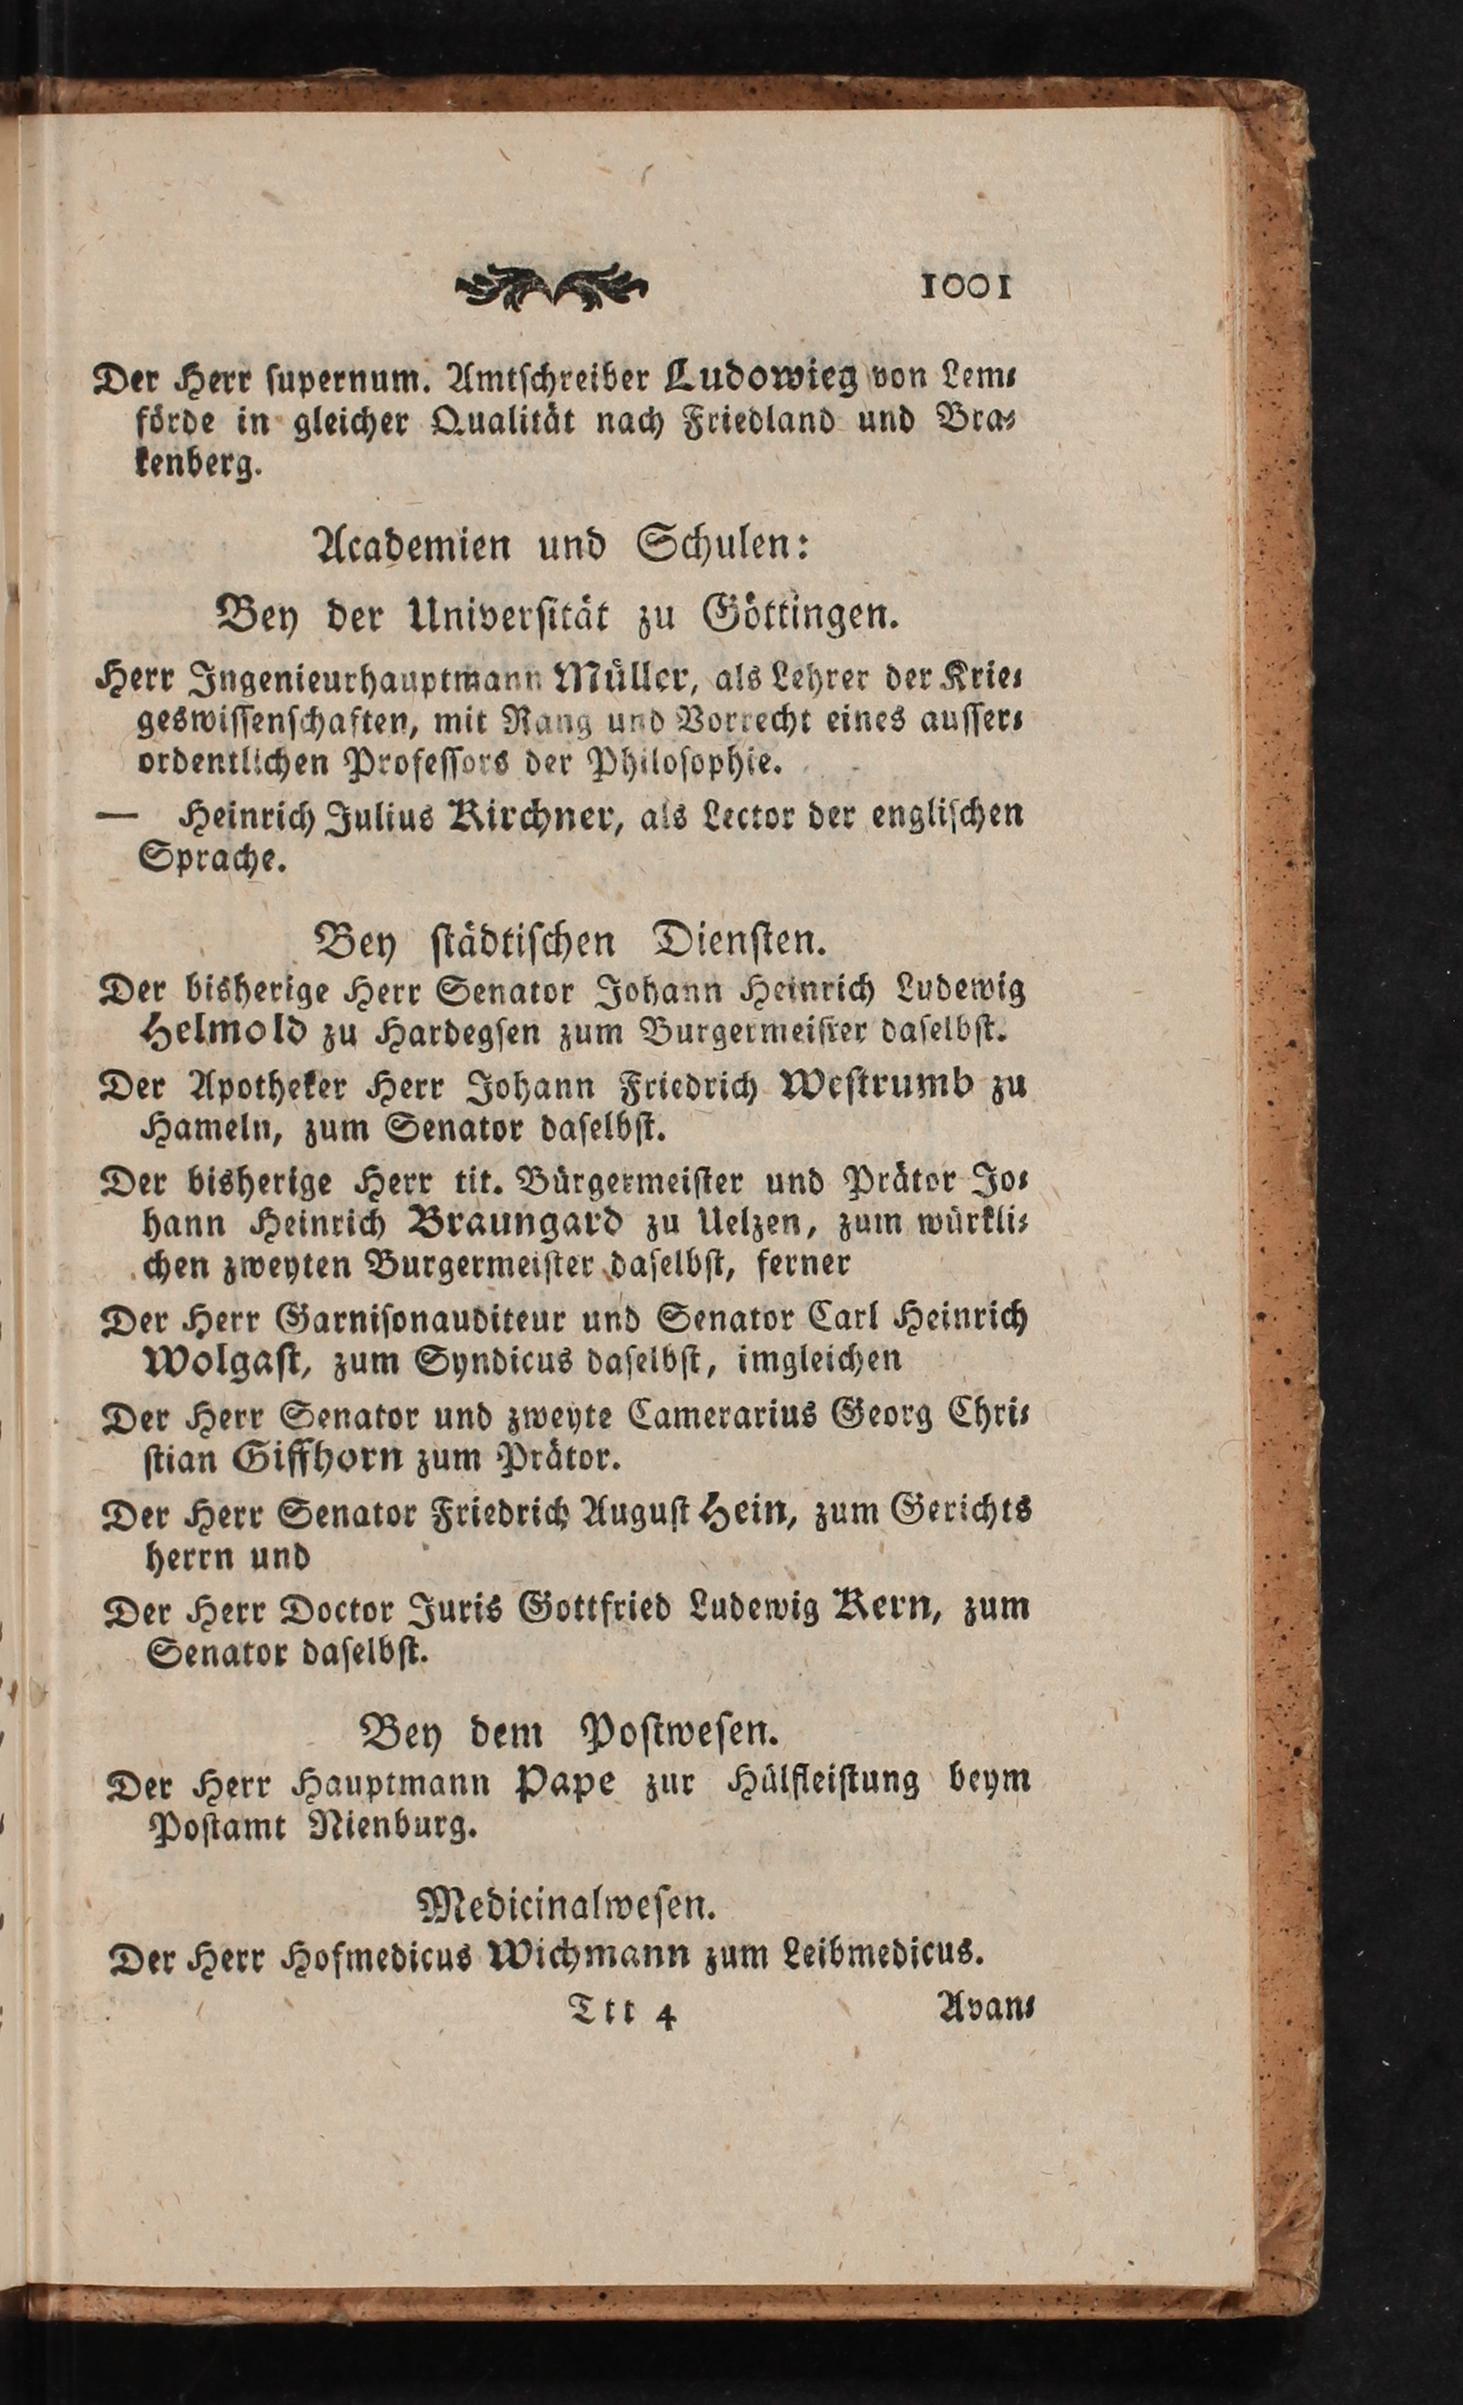 1001
Der Herr ſupernum. Amtſchreiber Ludowieg von Lem⸗
förde in gleicher Qualität nach Friedland und Bra⸗
kenberg.
Academien und Schulen:
Bey der Univerſität zu Göttingen.
Herr Ingenieurhauptmann Müller, als Lehrer der Krie⸗
geswiſſenſchaften, mit Rang und Vorrecht eines auſſer⸗
ordentlichen Profeſſors der Philoſophie.
— Heinrich Julius Kirchner, als Lector der engliſchen
Sprache.
Bey ſtädtiſchen Dienſten.
Der bisherige Herr Senator Johann Heinrich Ludewig
Helmold zu Hardegſen zum Burgermeiſter daſelbſt.
Der Apotheker Herr Johann Friedrich Weſtrumb zu
Hameln, zum Senator daſelbſt.
Der bisherige Herr tit. Bürgermeiſter und Prätor Jo⸗
hann Heinrich Braungard zu Uelzen, zum würkli⸗
chen zweyten Burgermeiſter daſelbſt, ferner
Der Herr Garniſonauditeur und Senator Carl Heinrich
Wolgaſt, zum Syndicus daſelbſt, imgleichen
Der Herr Senator und zweyte Camerarius Georg Chri⸗
ſtian Giffhorn zum Prätor.
Der Herr Senator Friedrich Auguſt Hein, zum Gerichts
herrn und
Der Herr Doctor Juris Gottfried Ludewig Kern, zum
Senator daſelbſt.
Bey dem Poſtweſen.
Der Herr Hauptmann Pape zur Hülfleiſtung beym
Poſtamt Nienburg.
Medicinalweſen.
Der Herr Hofmedicus Wichmann zum Leibmedicus.
Ttt 4 Avan⸗